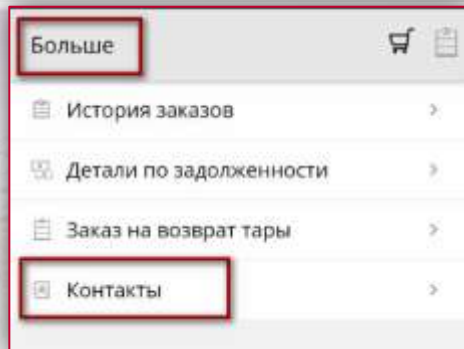 Больше
История заказов
Детали по задолженности
Заказ на возврат тары
Контакты